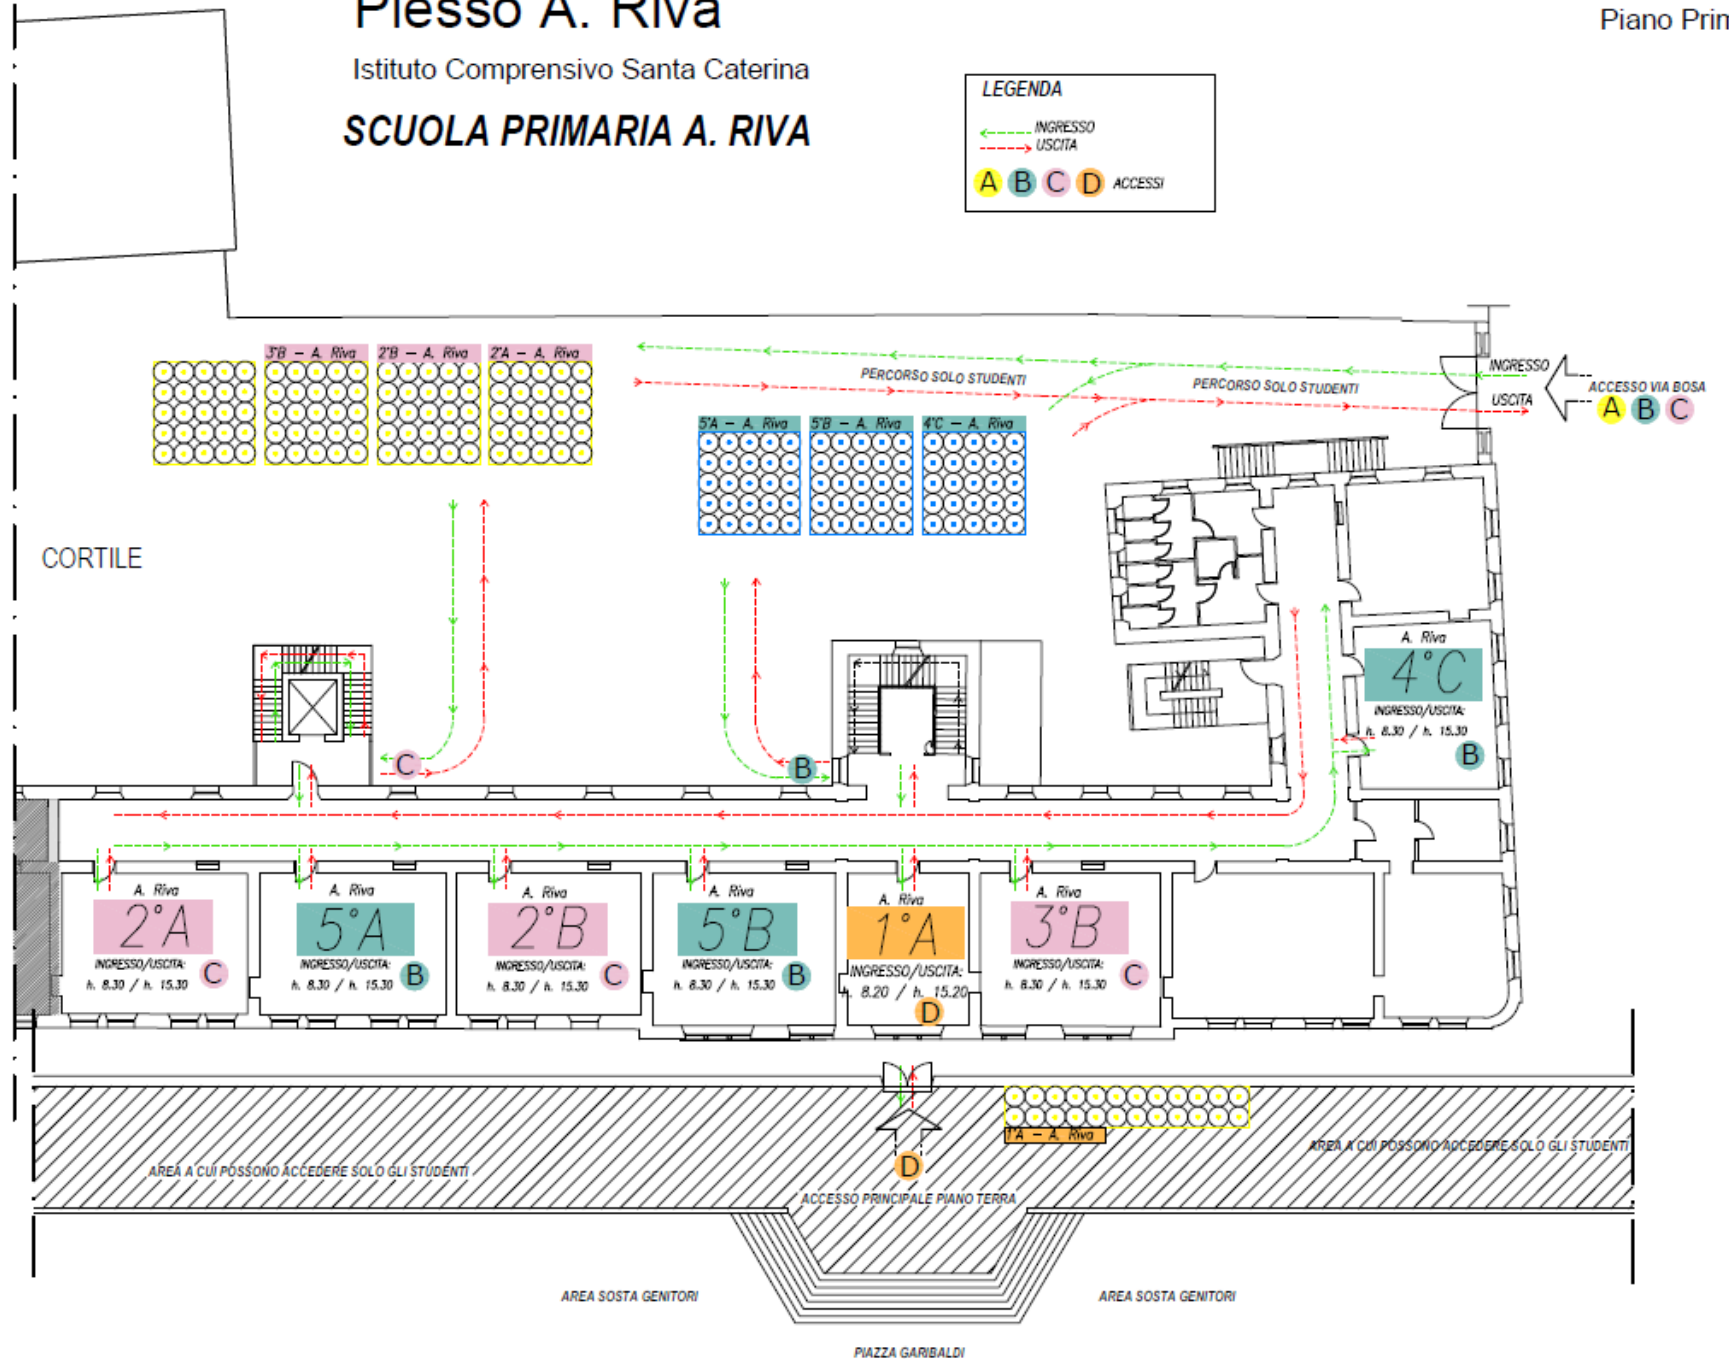 Plesso A. Riva
Piano Prim
Istituto Comprensivo Santa Caterina
SCUOLA PRIMARIA A. RIVA
LEGENDA
INGRESSO
USCITA
A B C D ACCESSI
3°B – A. Riva
2°B – A. Riva
2°A – A. Riva
PERCORSO SOLO STUDENTI
PERCORSO SOLO STUDENTI
INGRESSO
USCITA
ACCESSO VIA BOSA
A B C
5°A – A. Riva
5°B – A. Riva
4°C – A. Riva
CORTILE
A. Riva
4°C
INGRESSO/USCITA:
h. 8.30 / h. 15.30
B
C
B
A. Riva
2°A
INGRESSO/USCITA:
h. 8.30 / h. 15.30
C
A. Riva
5°A
INGRESSO/USCITA:
h. 8.30 / h. 15.30
B
A. Riva
2°B
INGRESSO/USCITA:
h. 8.30 / h. 15.30
C
A. Riva
5°B
INGRESSO/USCITA:
h. 8.30 / h. 15.30
B
A. Riva
1°A
INGRESSO/USCITA:
h. 8.20 / h. 15.20
D
A. Riva
3°B
INGRESSO/USCITA:
h. 8.30 / h. 15.30
C
1°A – A. Riva
AREA A CUI POSSONO ACCEDERE SOLO GLI STUDENTI
AREA A CUI POSSONO ACCEDERE SOLO GLI STUDENTI
D
ACCESSO PRINCIPALE PIANO TERRA
AREA SOSTA GENITORI
AREA SOSTA GENITORI
PIAZZA GARIBALDI